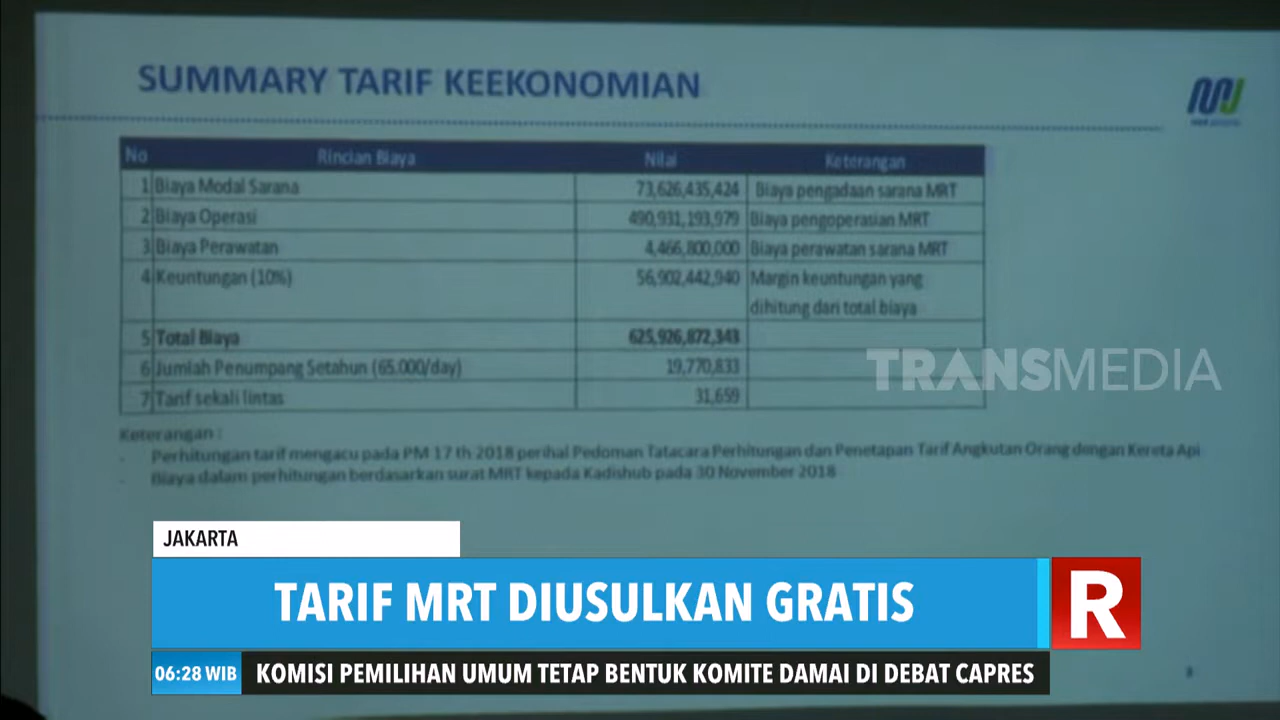 SUMMARY TARIF KEEKONOMIAN
No Rincian Biaya Nilai Keterangan
1 Biaya Modal Sarana 73,626,435,424 Biaya pengadaan sarana MRT
2 Biaya Operasi 490,931,193,979 Biaya pengoperasian MRT
3 Biaya Perawatan 4,466,800,000 Biaya perawatan sarana MRT
4 Keuntungan (10%) 56,902,442,940 Margin keuntungan yang
dihitung dari total biaya
5 Total Biaya 625,926,872,343
6 Jumlah Penumpang Setahun (65.000/day) 19,770,833
7 Tarif sekali lintas 31,659
TRANSMEDIA
Keterangan :
- Perhitungan tarif mengacu pada PM 17 th 2018 perihal Pedoman Tatacara Perhitungan dan Penetapan Tarif Angkutan Orang dengan Kereta Api
- Biaya dalam perhitungan berdasarkan surat MRT kepada Kadishub pada 30 November 2018
JAKARTA
TARIF MRT DIUSULKAN GRATIS
R
06:28 WIB KOMISI PEMILIHAN UMUM TETAP BENTUK KOMITE DAMAI DI DEBAT CAPRES